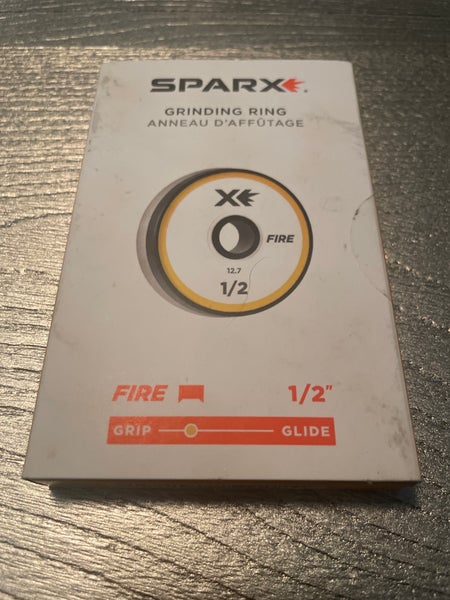 SPARX
GRINDING RING
ANNEAU D'AFFÛTAGE
X
FIRE
12.7
1/2
FIRE 1/2"
GRIP GLIDE